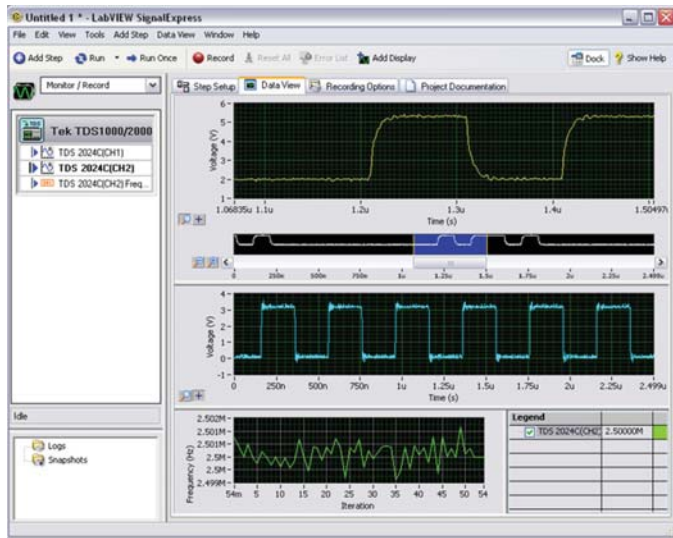 Untitled 1 * - LabVIEW SignalExpress
File Edit View Tools Add Step Data View Window Help
Add Step Run Run Once Record Reset All Error List Add Display Dock Show Help
Monitor / Record
Step Setup Data View Recording Options Project Documentation
Tek TDS1000/2000
TDS 2024C(CH1)
TDS 2024C(CH2)
TDS 2024C(CH2) Freq...
Voltage (V)
6
5
4
3
2
1
1.06835u 1.1u 1.2u 1.3u 1.4u 1.50497u
Time (s)
0 250n 500n 750n 1u 1.25u 1.5u 1.75u 2u 2.25u 2.499u
Voltage (V)
4
3
2
1
0
-1
0 250n 500n 750n 1u 1.25u 1.5u 1.75u 2u 2.25u 2.499u
Time (s)
Idle
Logs
Snapshots
Frequency (Hz)
2.502M
2.501M
2.501M
2.5M
2.5M
2.499M
54m 5 10 15 20 25 30 35 40 45 50 54
Iteration
Legend
TDS 2024C(CH2) 2.50000M